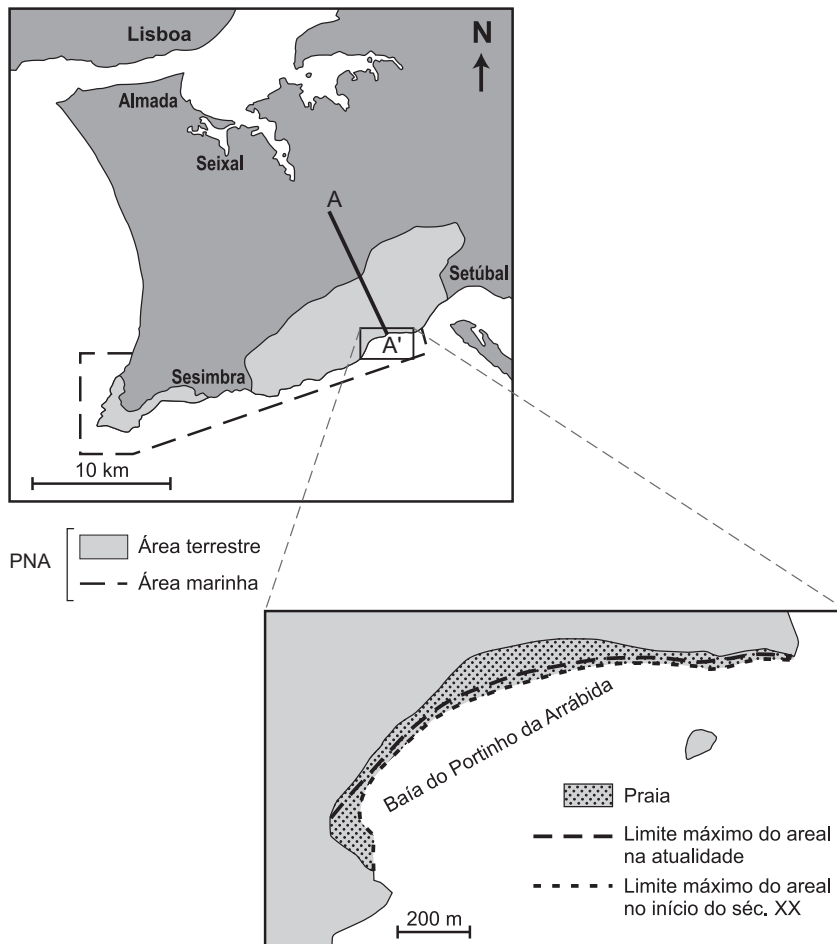 Lisboa
N
Almada
Seixal
A
Setúbal
A'
Sesimbra
10 km
PNA
Área terrestre
Área marinha
Baía do Portinho da Arrábida
Praia
Limite máximo do areal
na atualidade
Limite máximo do areal
no início do séc. XX
200 m